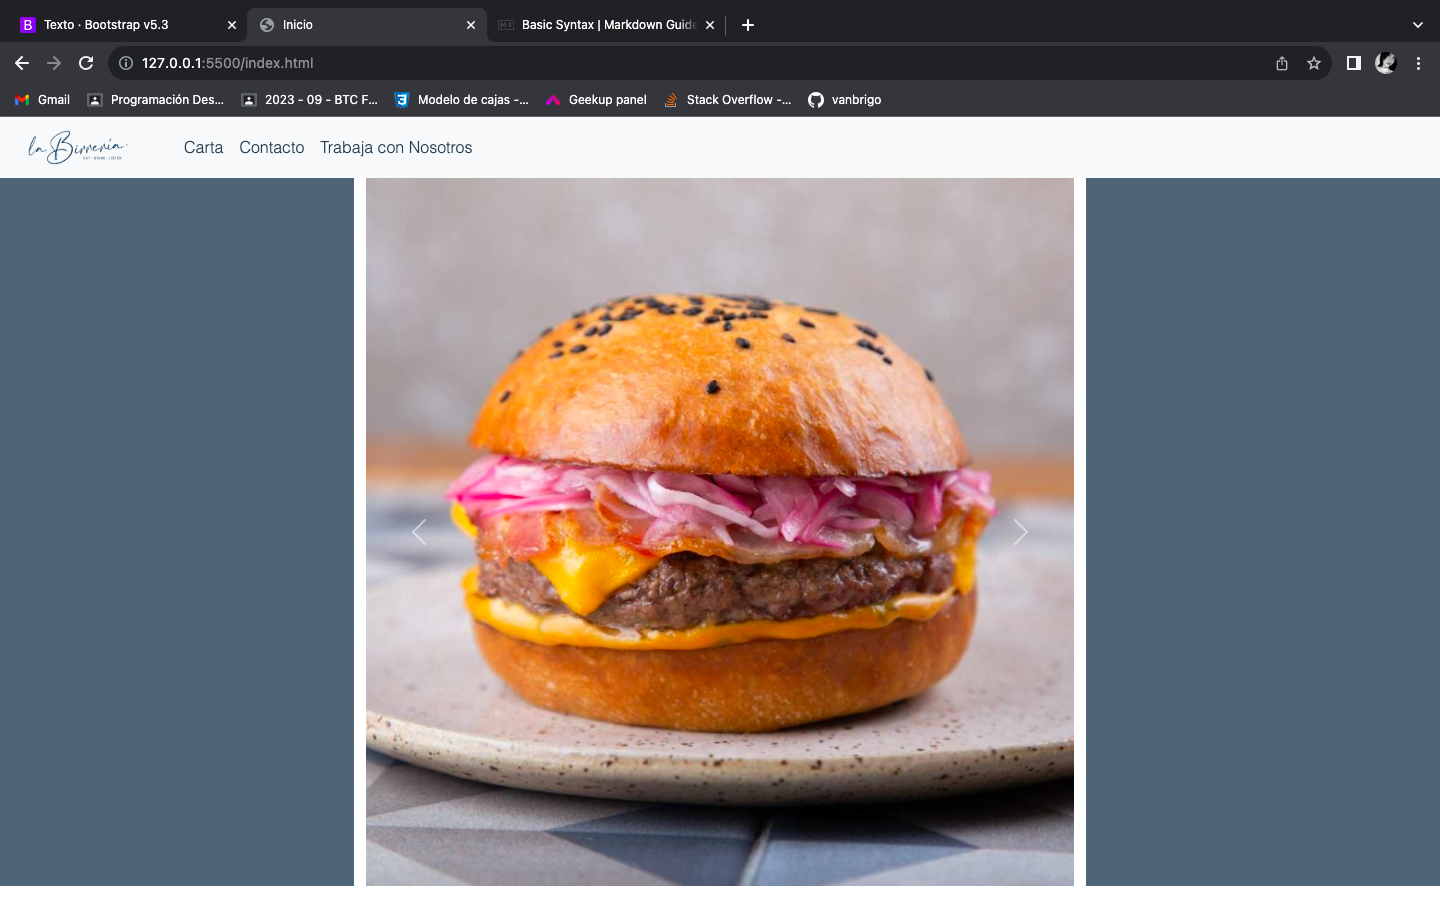 Texto · Bootstrap v5.3
Inicio
Basic Syntax | Markdown Guide
127.0.0.1:5500/index.html
Gmail
Programación Des...
2023 - 09 - BTC F...
Modelo de cajas -...
Geekup panel
Stack Overflow -...
vanbrigo
la Birrería
EAT · DRINK · LISTEN
Carta
Contacto
Trabaja con Nosotros